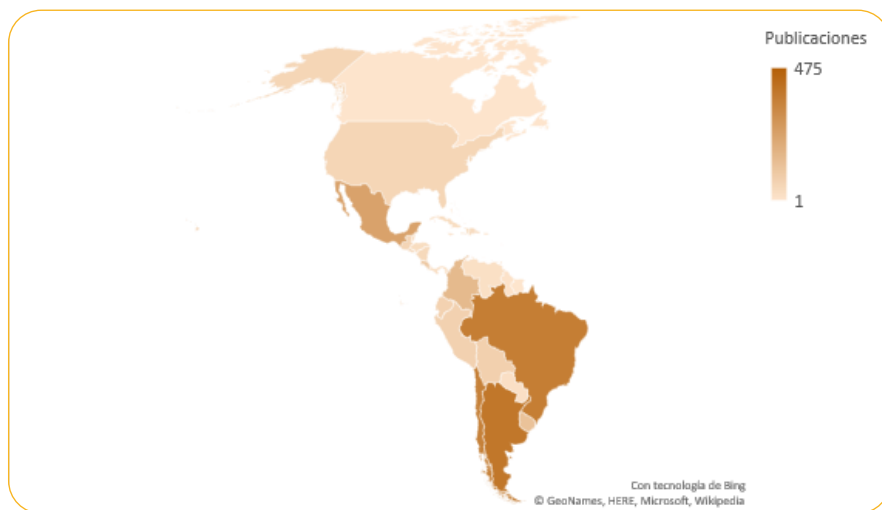 Publicaciones
475
1
Con tecnología de Bing
© GeoNames, HERE, Microsoft, Wikipedia